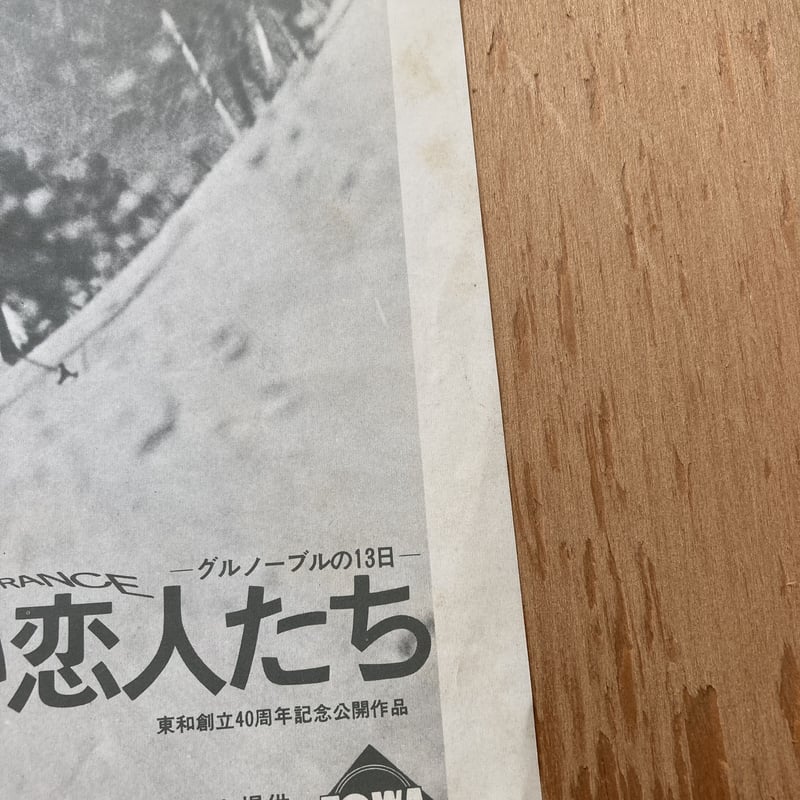 —グルノーブルの13日—
RANCE
恋人たち
東和創立40周年記念公開作品
提供
TOWA